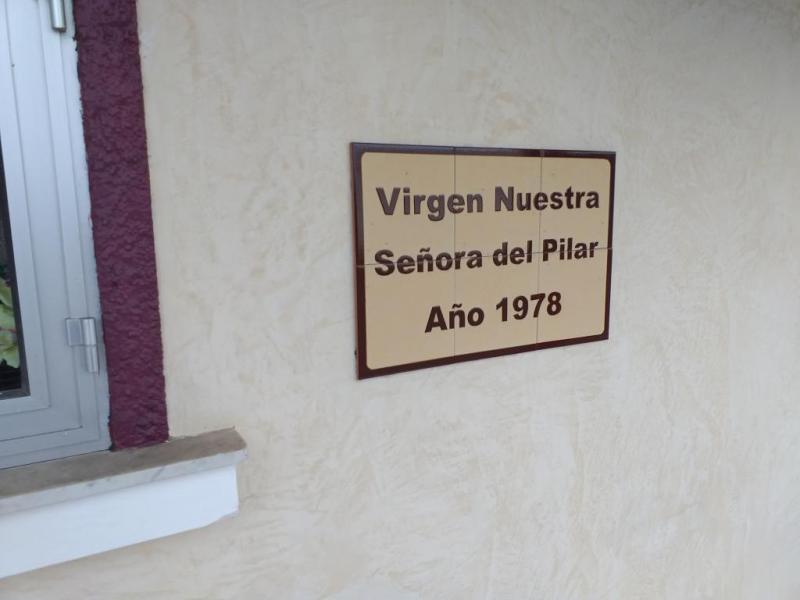 Virgen Nuestra
Señora del Pilar
Año 1978